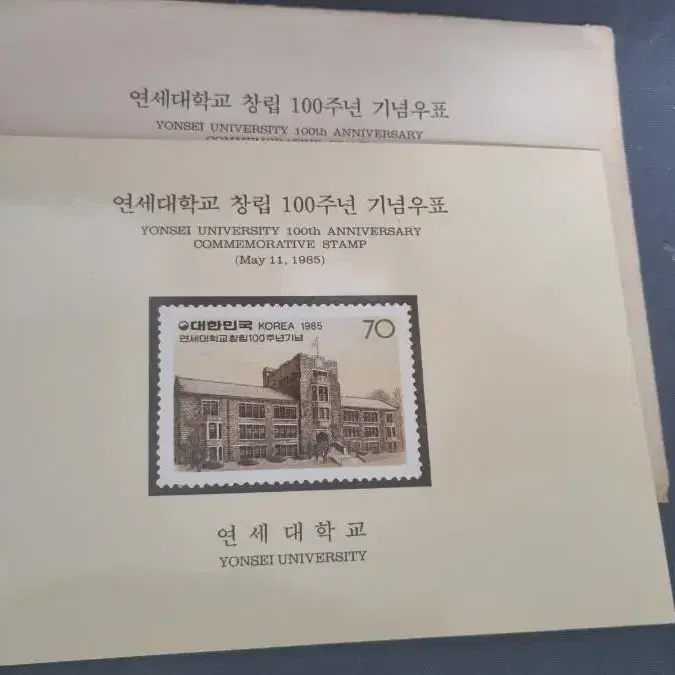 연세대학교 창립 100주년 기념우표
YONSEI UNIVERSITY 100th ANNIVERSARY
COMMEMORATIVE STAMP
연세대학교 창립 100주년 기념우표
YONSEI UNIVERSITY 100th ANNIVERSARY
COMMEMORATIVE STAMP
(May 11, 1985)
대한민국 KOREA 1985 70
연세대학교창립100주년기념
연세대학교
YONSEI UNIVERSITY